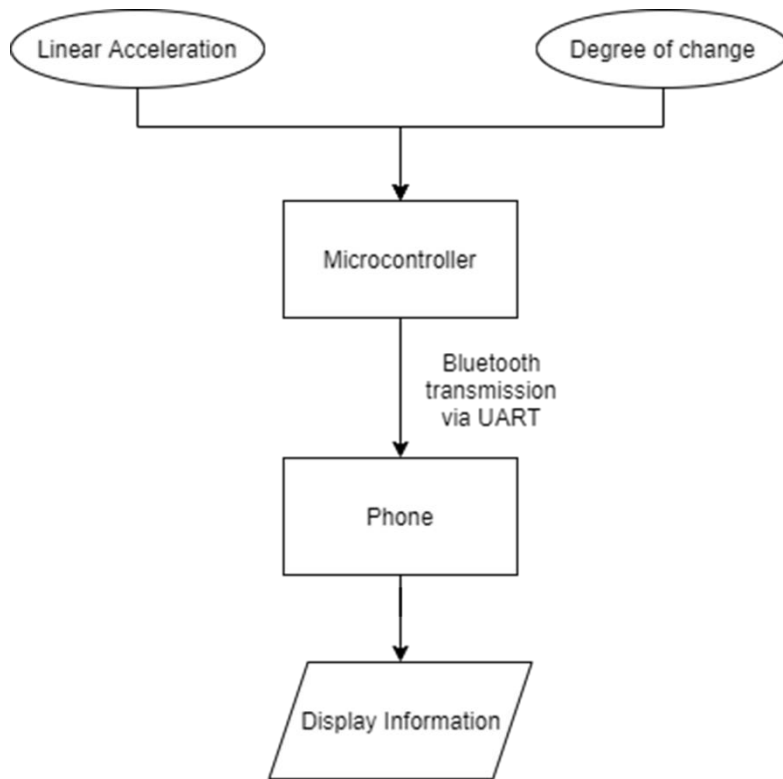 Linear Acceleration
Degree of change
Microcontroller
Bluetooth
transmission
via UART
Phone
Display Information